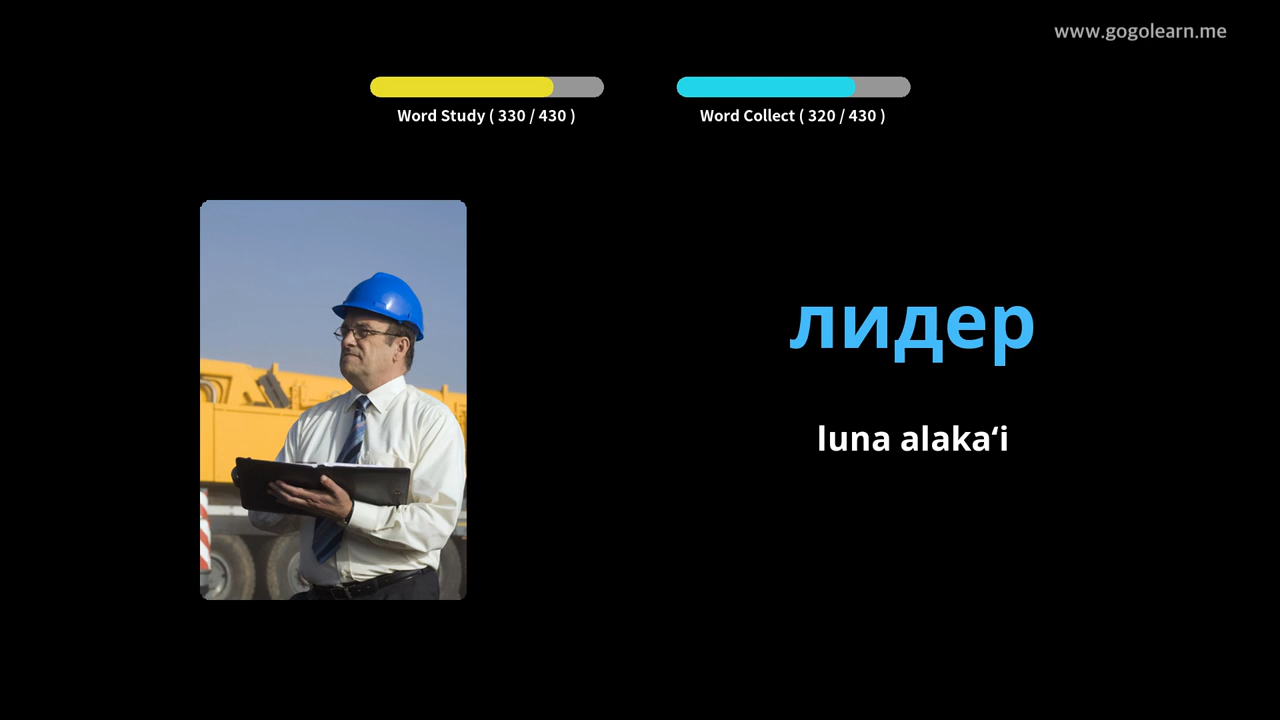 www.gogolearn.me
Word Study ( 330 / 430 )
Word Collect ( 320 / 430 )
лидер
luna alakaʻi